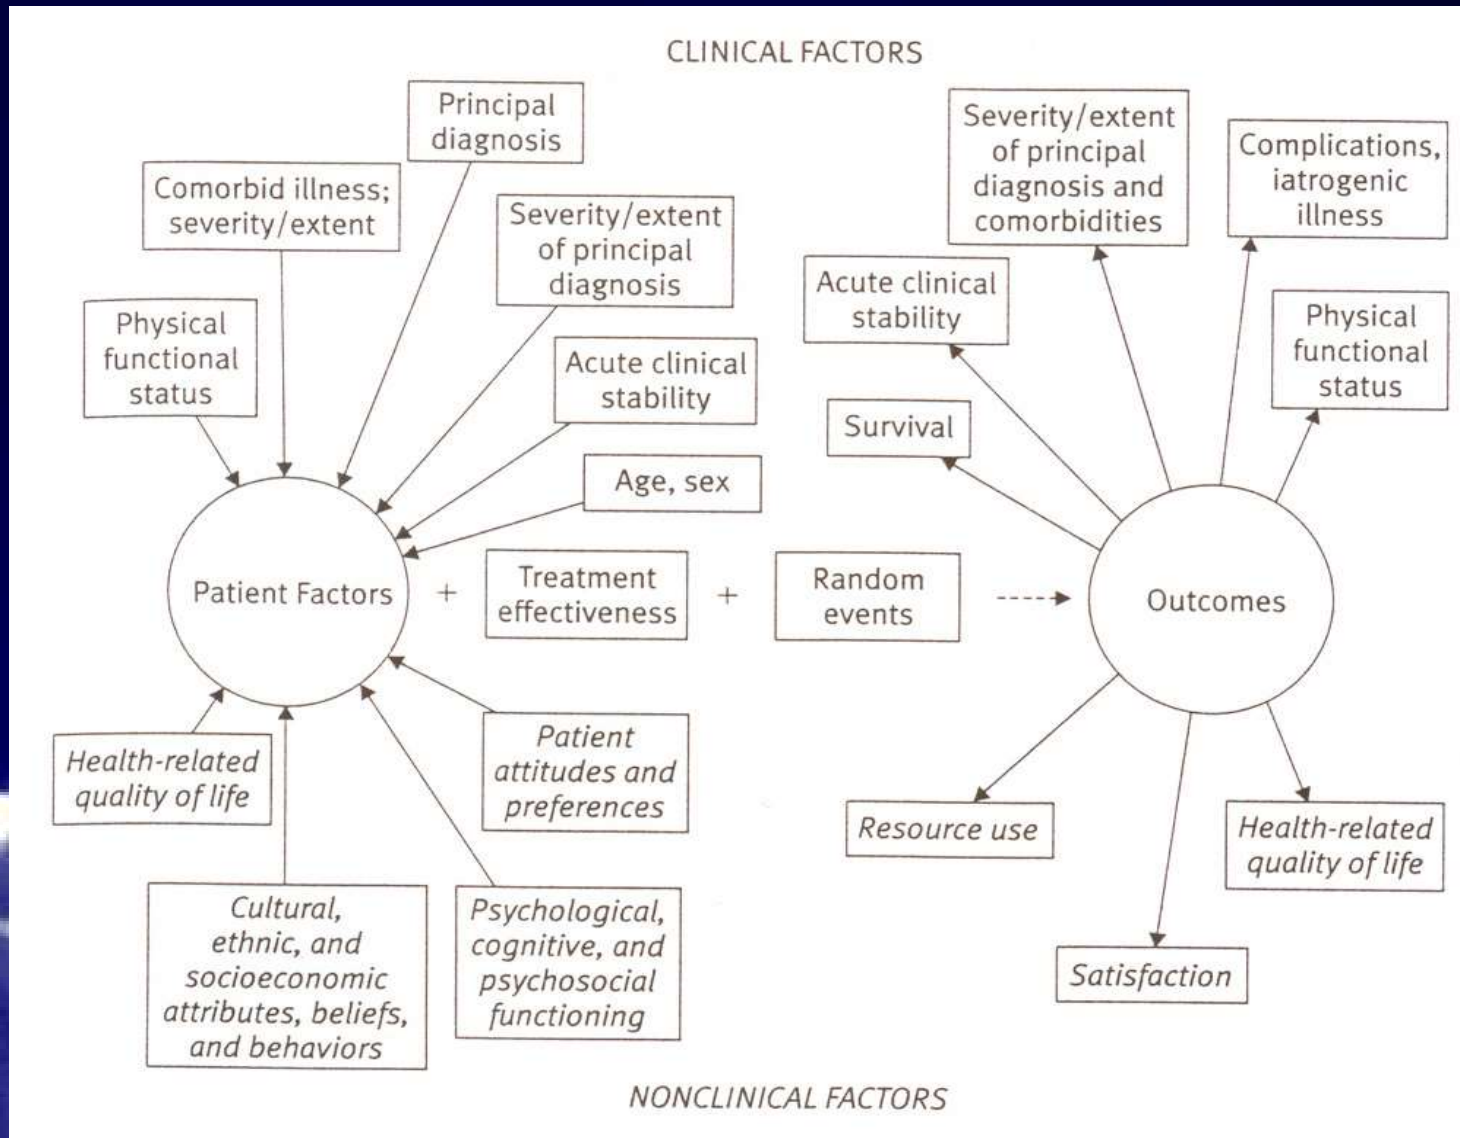 CLINICAL FACTORS
Principal
diagnosis
Comorbid illness;
severity/extent
Severity/extent
of principal
diagnosis
Physical
functional
status
Acute clinical
stability
Age, sex
Patient Factors
+
Treatment
effectiveness
+
Random
events
Outcomes
Severity/extent
of principal
diagnosis and
comorbidities
Complications,
iatrogenic
illness
Acute clinical
stability
Physical
functional
status
Survival
Health-related
quality of life
Patient
attitudes and
preferences
Cultural,
ethnic, and
socioeconomic
attributes, beliefs,
and behaviors
Psychological,
cognitive, and
psychosocial
functioning
Resource use
Health-related
quality of life
Satisfaction
NONCLINICAL FACTORS